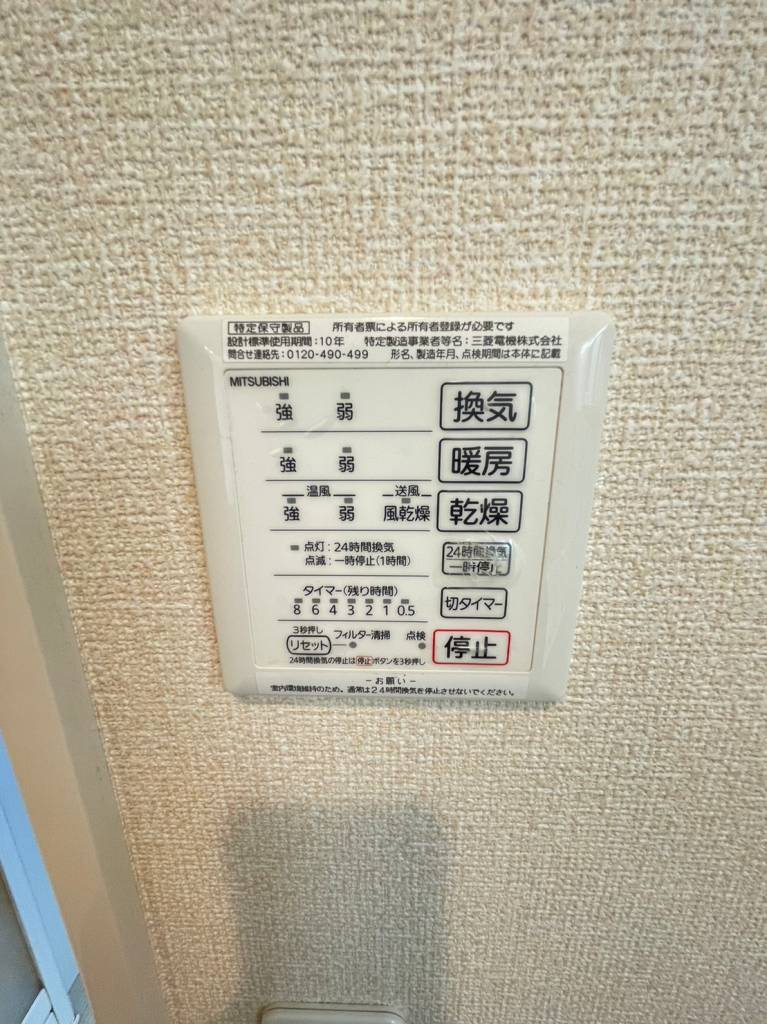 特定保守製品 所有者票による所有者登録が必要です
設計標準使用期間:10年 特定製造事業者等名:三菱電機株式会社
問合せ連絡先:0120-490-499 形名、製造年月、点検期間は本体に記載
MITSUBISHI
強 弱 換気
強 弱 暖房
温風 送風
強 弱 風乾燥 乾燥
点灯:24時間換気
点滅:一時停止(1時間)
24時間換気
一時停止
タイマー(残り時間)
8 6 4 3 2 1 0.5 切タイマー
3秒押し
リセット フィルター清掃 点検 停止
24時間換気の停止は停止ボタンを3秒押し
-お願い-
室内環境維持のため、通常は24時間換気を停止させないでください。